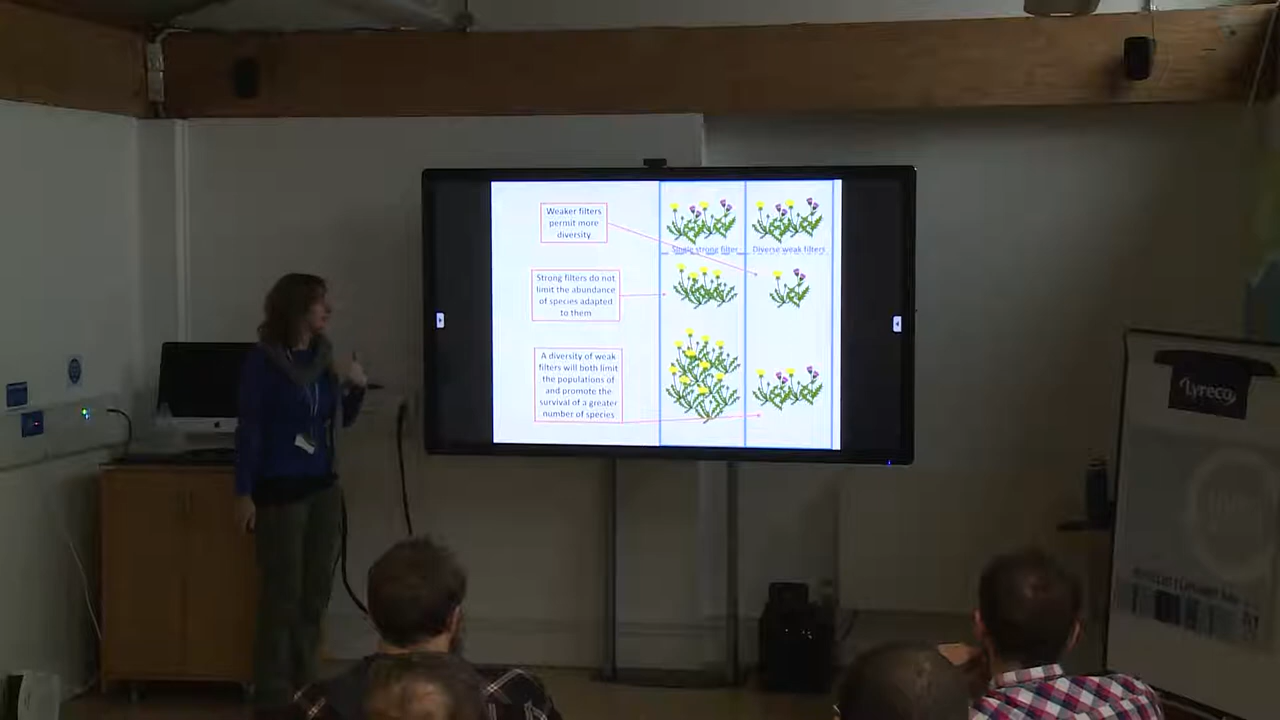 Weaker filters
permit more
diversity
Single strong filter
Diverse weak filters
Strong filters do not
limit the abundance
of species adapted
to them
A diversity of weak
filters will both limit
the populations of
and promote the
survival of a greater
number of species
Lyreco